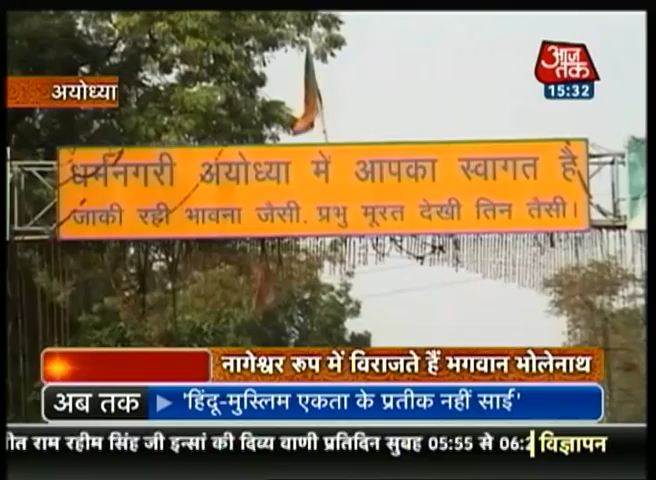 आज तक
15:32
अयोध्या
धर्मनगरी अयोध्या में आपका स्वागत है
जाकी रही भावना जैसी. प्रभु मूरत देखी तिन तैसी।
नागेश्वर रूप में विराजते हैं भगवान भोलेनाथ
अब तक 'हिंदू-मुस्लिम एकता के प्रतीक नहीं साईं'
राम रहीम सिंह जी इन्सां की दिव्य वाणी प्रतिदिन सुबह 05:55 से विज्ञापन